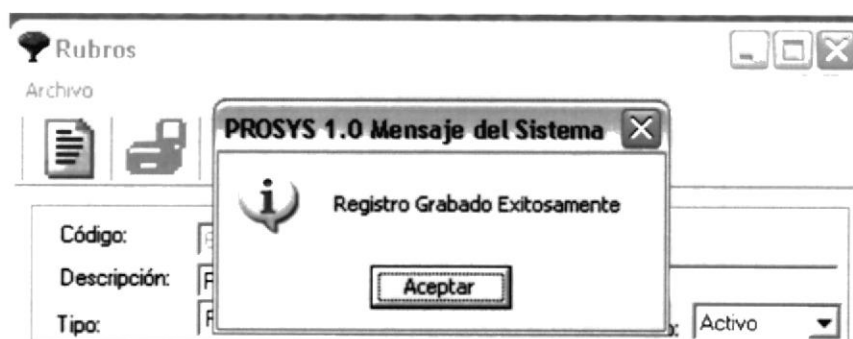 Rubros
Archivo
PROSYS 1.0 Mensaje del Sistema
Registro Grabado Exitosamente
Código:
Descripción:
Aceptar
Tipo:
Activo